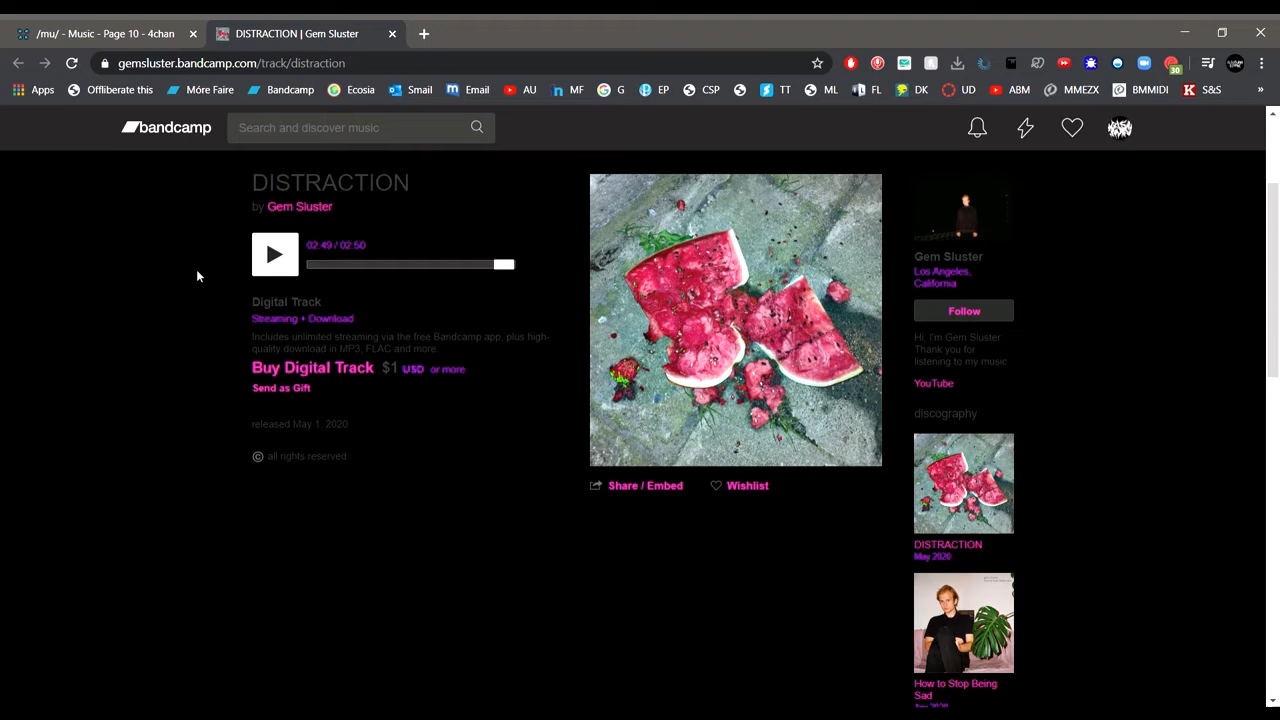 /mu/ - Music - Page 10 - 4chan
DISTRACTION | Gem Sluster
gemsluster.bandcamp.com/track/distraction
30
Apps
Offliberate this
More Faire
Bandcamp
Ecosia
Smail
Email
AU
MF
G
EP
CSP
TT
ML
FL
DK
UD
ABM
MMEZX
BMMIDI
S&S
»
bandcamp
Search and discover music
DISTRACTION
by Gem Sluster
02:49 / 02:50
Digital Track
Streaming + Download
Includes unlimited streaming via the free Bandcamp app, plus high-
quality download in MP3, FLAC and more.
Buy Digital Track $1 USD or more
Send as Gift
released May 1, 2020
© all rights reserved
Share / Embed
Wishlist
Gem Sluster
Los Angeles,
California
Follow
Hi, I'm Gem Sluster
Thank you for
listening to my music
YouTube
discography
DISTRACTION
May 2020
How to Stop Being
Sad